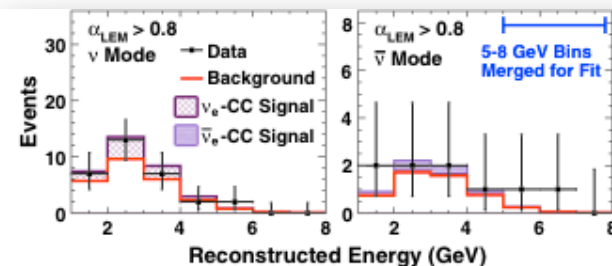 α_LEM > 0.8
ν Mode
Data
Background
ν_e-CC Signal
ν̄_e-CC Signal
Events
30
20
10
0
2 4 6 8
α_LEM > 0.8
ν̄ Mode
5-8 GeV Bins
Merged for Fit
8
6
4
2
0
2 4 6 8
Reconstructed Energy (GeV)